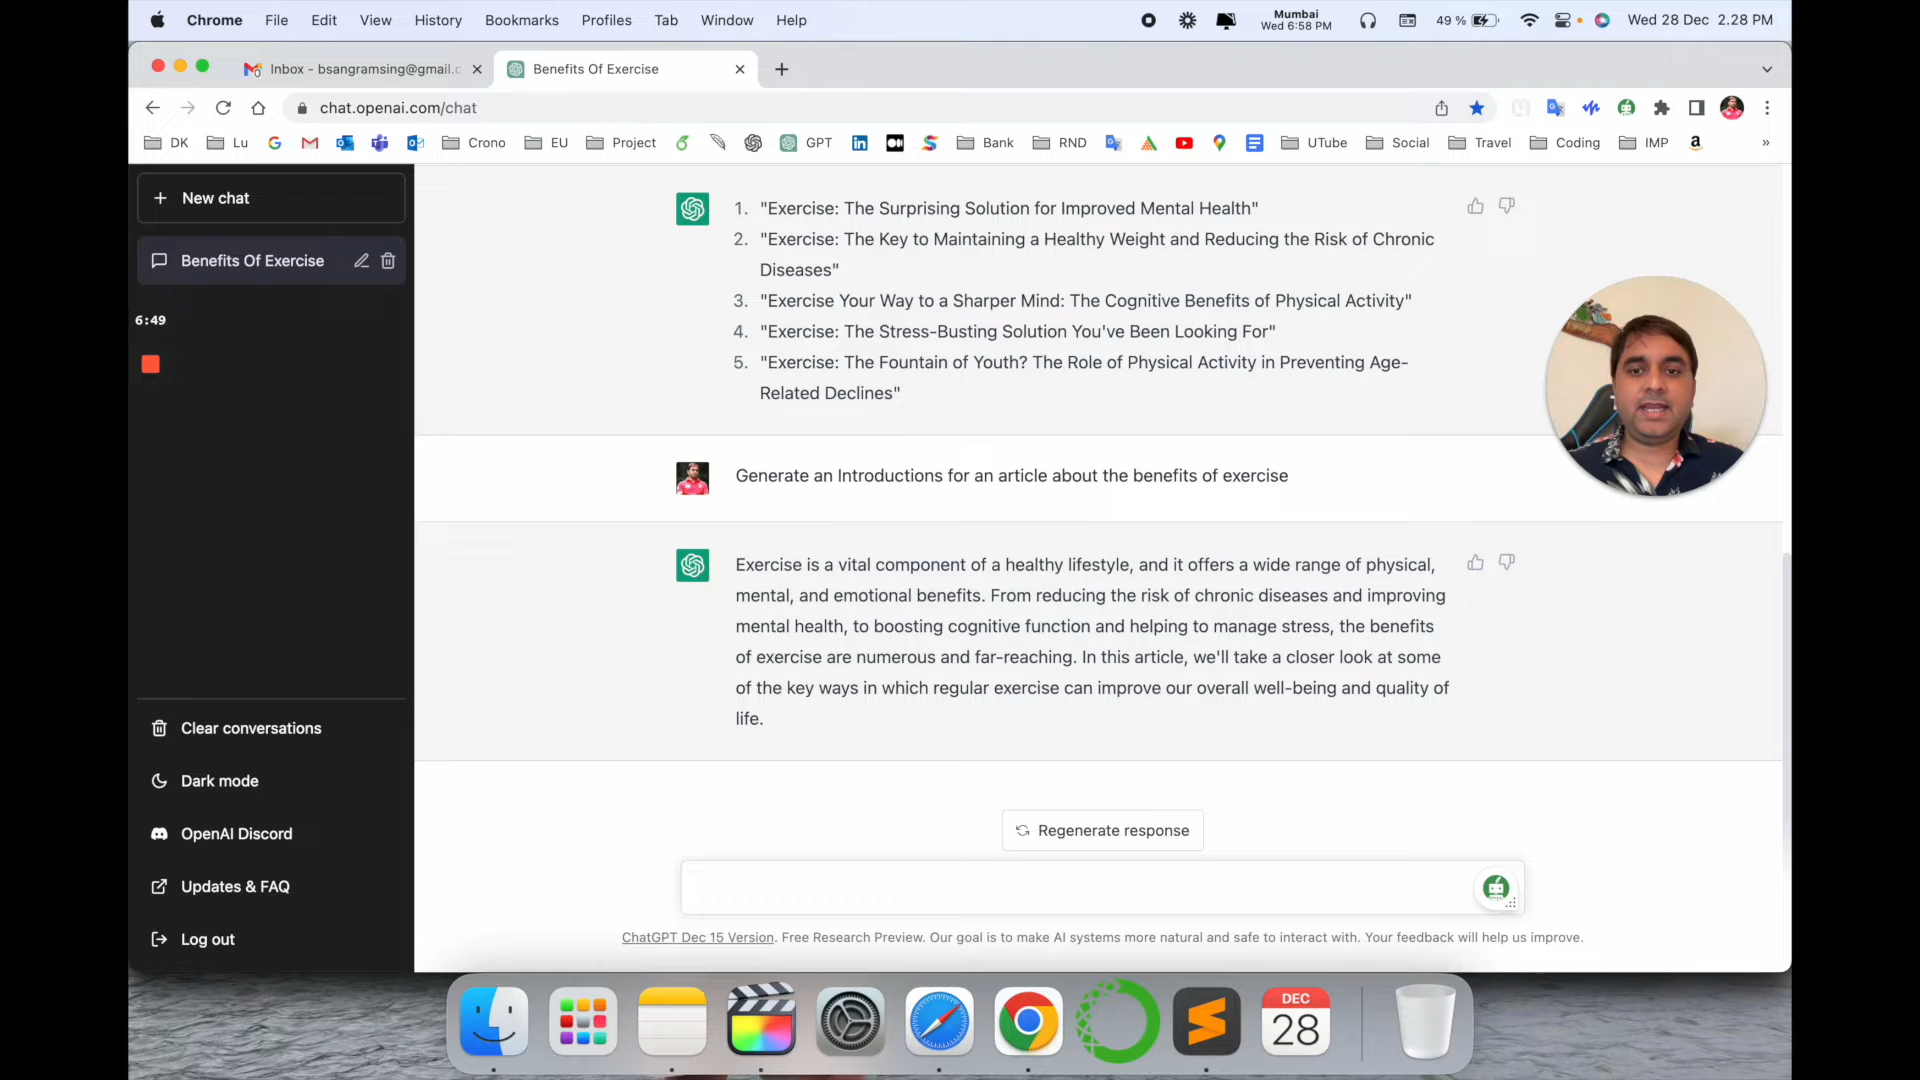 Chrome File Edit View History Bookmarks Profiles Tab Window Help
Mumbai
Wed 6:58 PM
49 %
Wed 28 Dec 2.28 PM
Inbox - bsangramsing@gmail.c
Benefits Of Exercise
chat.openai.com/chat
DK Lu Crono EU Project GPT Bank RND UTube Social Travel Coding IMP »
New chat
Benefits Of Exercise
6:49
1. "Exercise: The Surprising Solution for Improved Mental Health"
2. "Exercise: The Key to Maintaining a Healthy Weight and Reducing the Risk of Chronic
Diseases"
3. "Exercise Your Way to a Sharper Mind: The Cognitive Benefits of Physical Activity"
4. "Exercise: The Stress-Busting Solution You've Been Looking For"
5. "Exercise: The Fountain of Youth? The Role of Physical Activity in Preventing Age-
Related Declines"
Generate an Introductions for an article about the benefits of exercise
Exercise is a vital component of a healthy lifestyle, and it offers a wide range of physical,
mental, and emotional benefits. From reducing the risk of chronic diseases and improving
mental health, to boosting cognitive function and helping to manage stress, the benefits
of exercise are numerous and far-reaching. In this article, we'll take a closer look at some
of the key ways in which regular exercise can improve our overall well-being and quality of
life.
Clear conversations
Dark mode
OpenAI Discord
Updates & FAQ
Log out
Regenerate response
ChatGPT Dec 15 Version. Free Research Preview. Our goal is to make AI systems more natural and safe to interact with. Your feedback will help us improve.
DEC
28